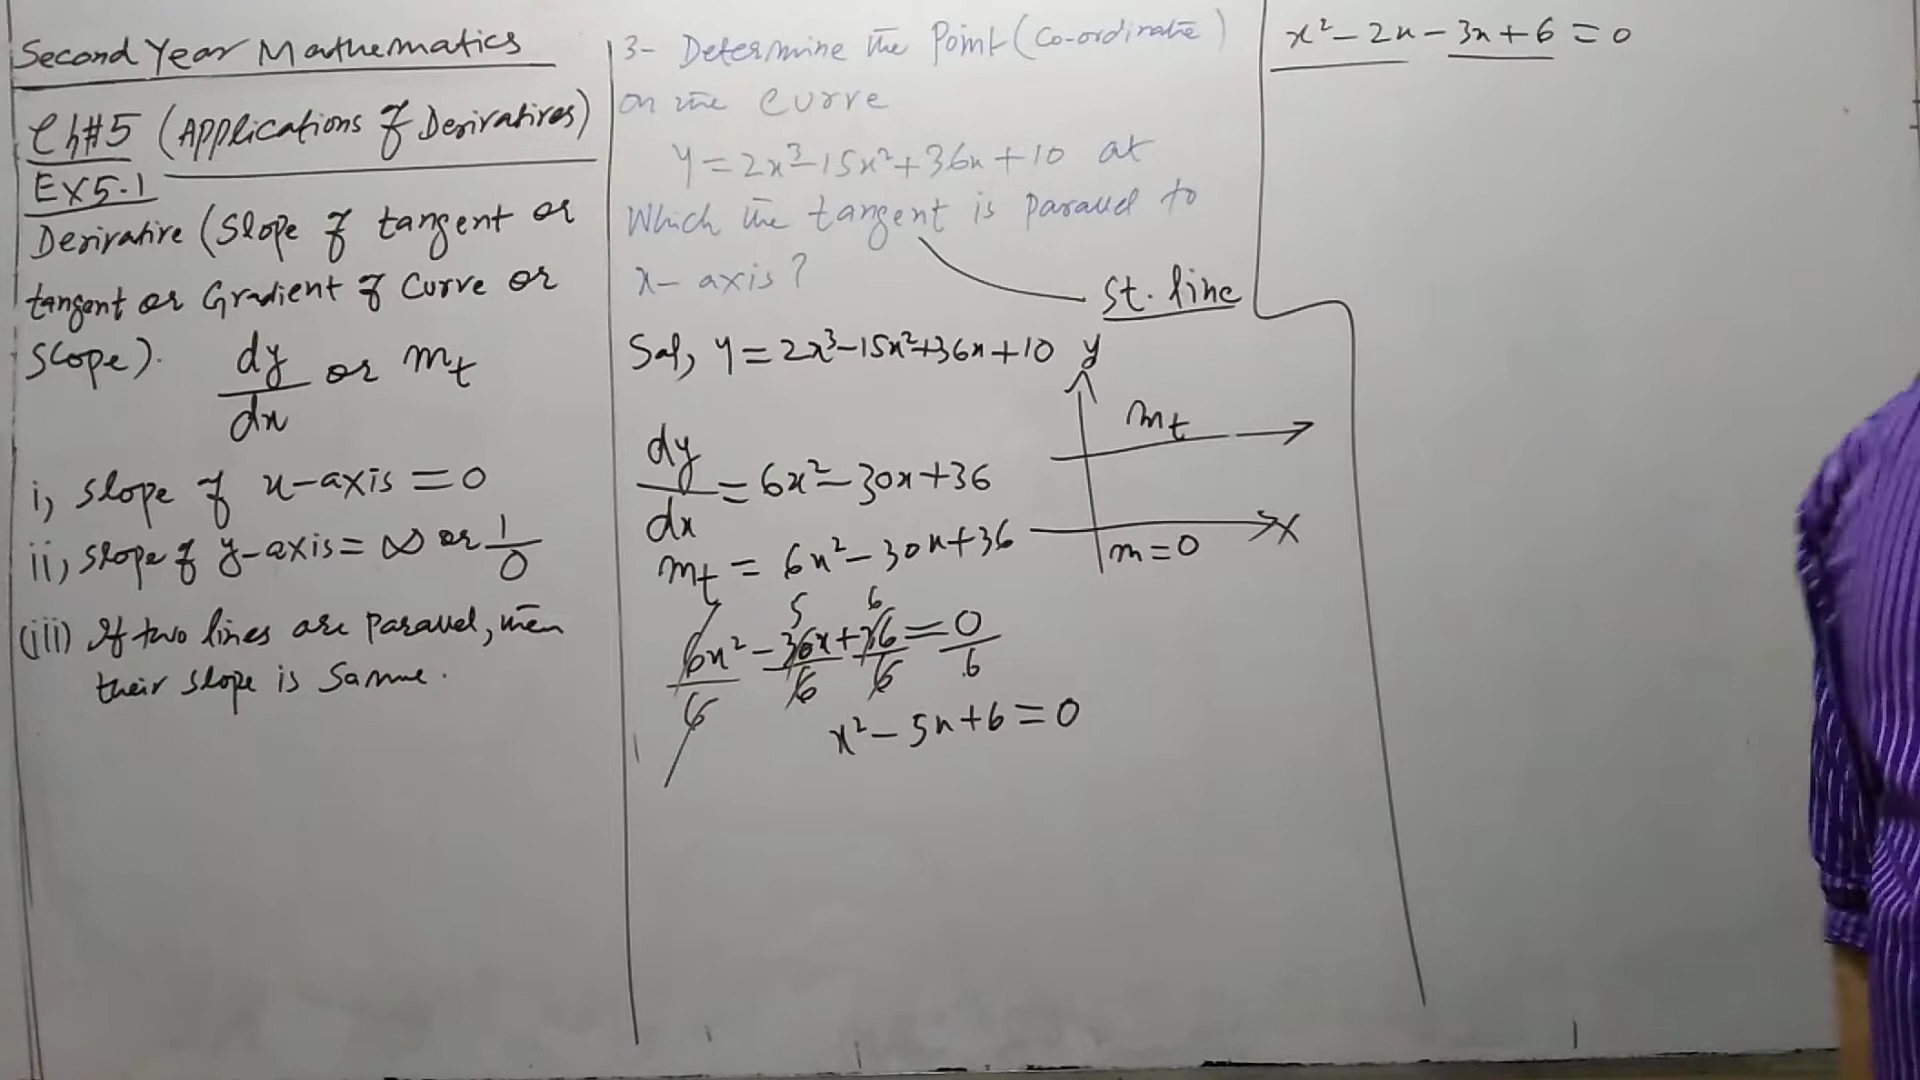 Second Year Mathematics
Ch#5 (Applications of Derivatives)
EX5.1
Derivative (Slope of tangent or
tangent or Gradient of Curve or
Slope). dy/dx or mt
i, slope of x-axis = 0
ii, slope of y-axis = ∞ or 1/0
(iii) If two lines are parallel, then
their slope is Same.
3- Determine the Point (Co-ordinate)
on the curve
y = 2x³-15x²+36x+10 at
Which the tangent is parallel to
x-axis?
St. line
Sol, y = 2x³-15x²+36x+10
y
mt
dy/dx = 6x²-30x+36
X
m=0
mt = 6x²-30x+36
5 6
6x²/6 - 30x/6 + 36/6 = 0/6
x²-5x+6=0
x²-2x-3x+6=0